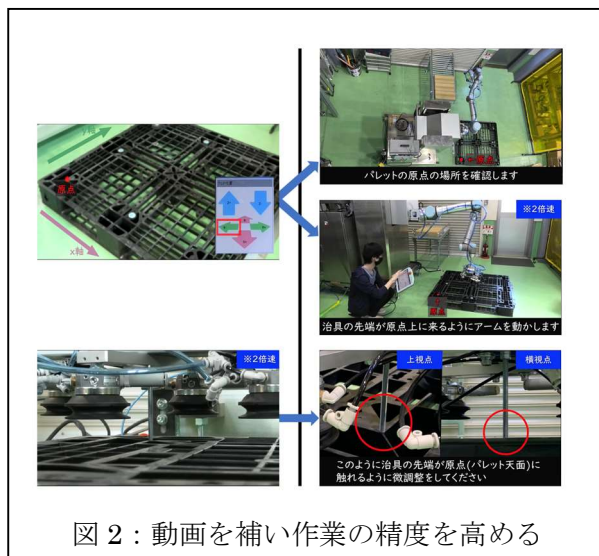 y軸
原点
x軸
原点
パレットの原点の場所を確認します
※2倍速
原点
治具の先端が原点上に来るようにアームを動かします
※2倍速
上視点
横視点
このように治具の先端が原点(パレット天面)に
触れるように微調整をしてください
図 2：動画を補い作業の精度を高める